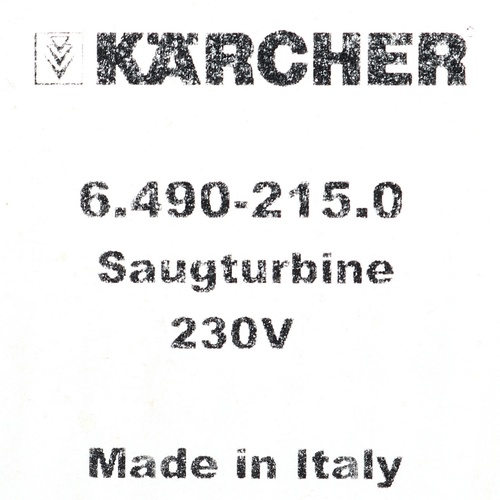 KÄRCHER
6.490-215.0
Saugturbine
230V
Made in Italy